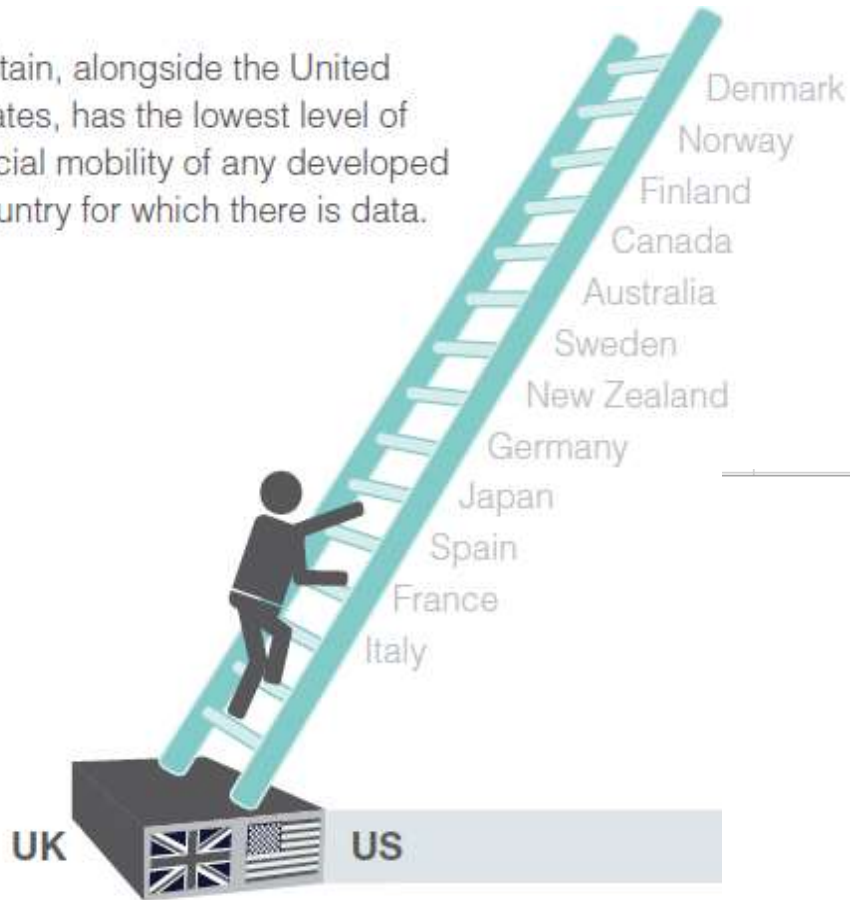 tain, alongside the United
ates, has the lowest level of
cial mobility of any developed
untry for which there is data.
Denmark
Norway
Finland
Canada
Australia
Sweden
New Zealand
Germany
Japan
Spain
France
Italy
UK
US